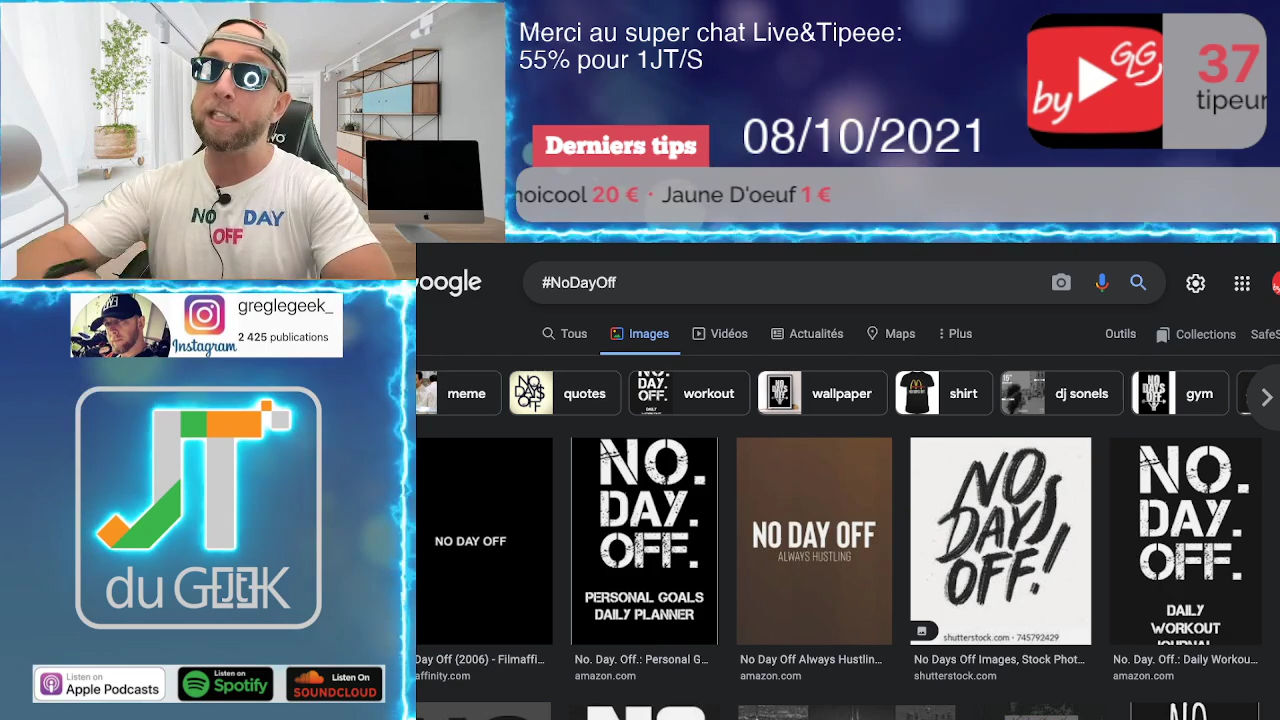 Merci au super chat Live&Tipeee:
55% pour 1JT/S
by GLG
37
tipeur
Derniers tips
08/10/2021
noicool 20 € · Jaune D'oeuf 1 €
NO DAY
OFF
greglegeek_
Instagram
2 425 publications
JT
du GEEK
Listen on
Apple Podcasts
Listen on
Spotify
Listen On
SOUNDCLOUD
oogle
#NoDayOff
Tous
Images
Vidéos
Actualités
Maps
Plus
Outils
Collections
SafeS
meme
quotes
workout
wallpaper
shirt
dj sonels
gym
NO DAY OFF
NO.
DAY.
OFF.
PERSONAL GOALS
DAILY PLANNER
NO DAY OFF
ALWAYS HUSTLING
NO
DAYS
OFF!
shutterstock.com • 745792429
NO.
DAY.
OFF.
DAILY
WORKOUT
JOURNAL
Day Off (2006) - Filmaffi...
affinity.com
No. Day. Off.: Personal G...
amazon.com
No Day Off Always Hustlin...
amazon.com
No Days Off Images, Stock Phot...
shutterstock.com
No. Day. Off.: Daily Workou...
amazon.com